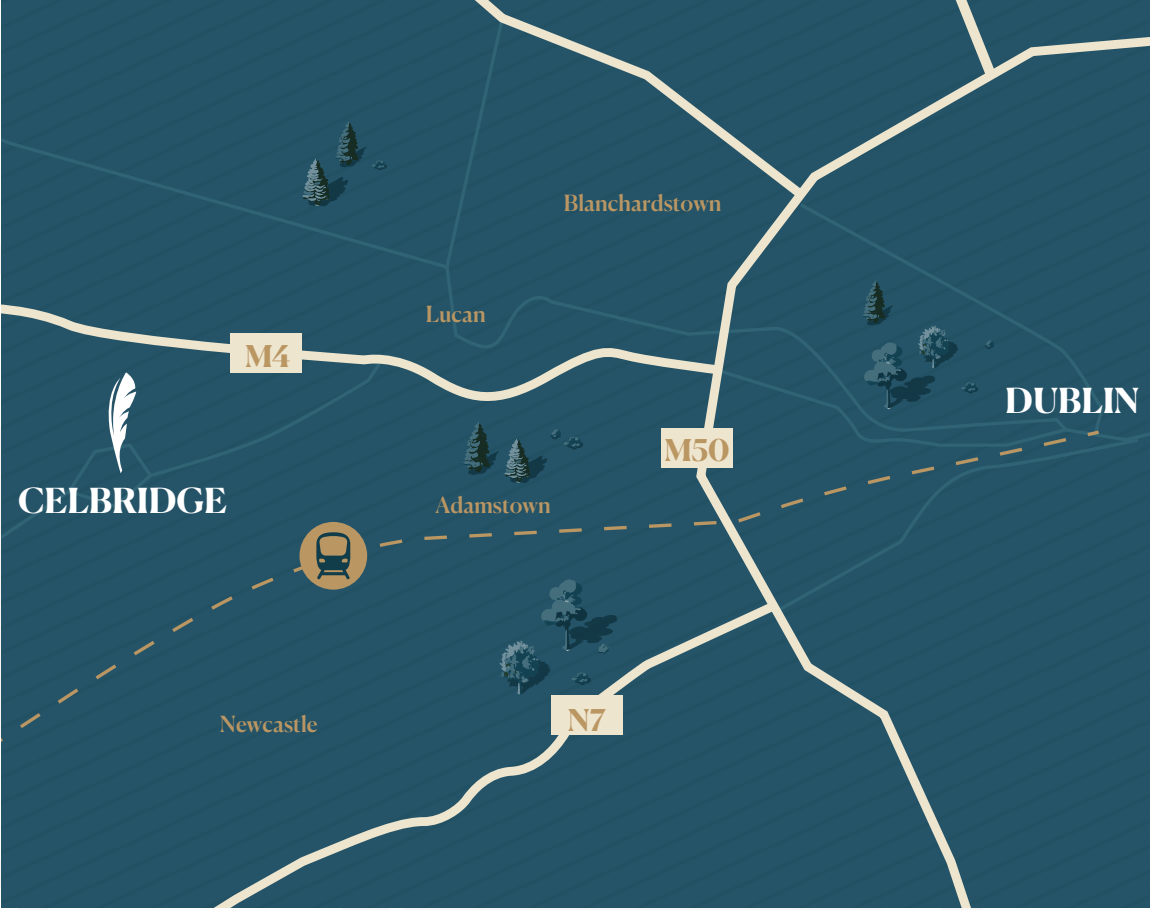 Blanchardstown
Lucan
M4
DUBLIN
M50
CELBRIDGE
Adamstown
N7
Newcastle